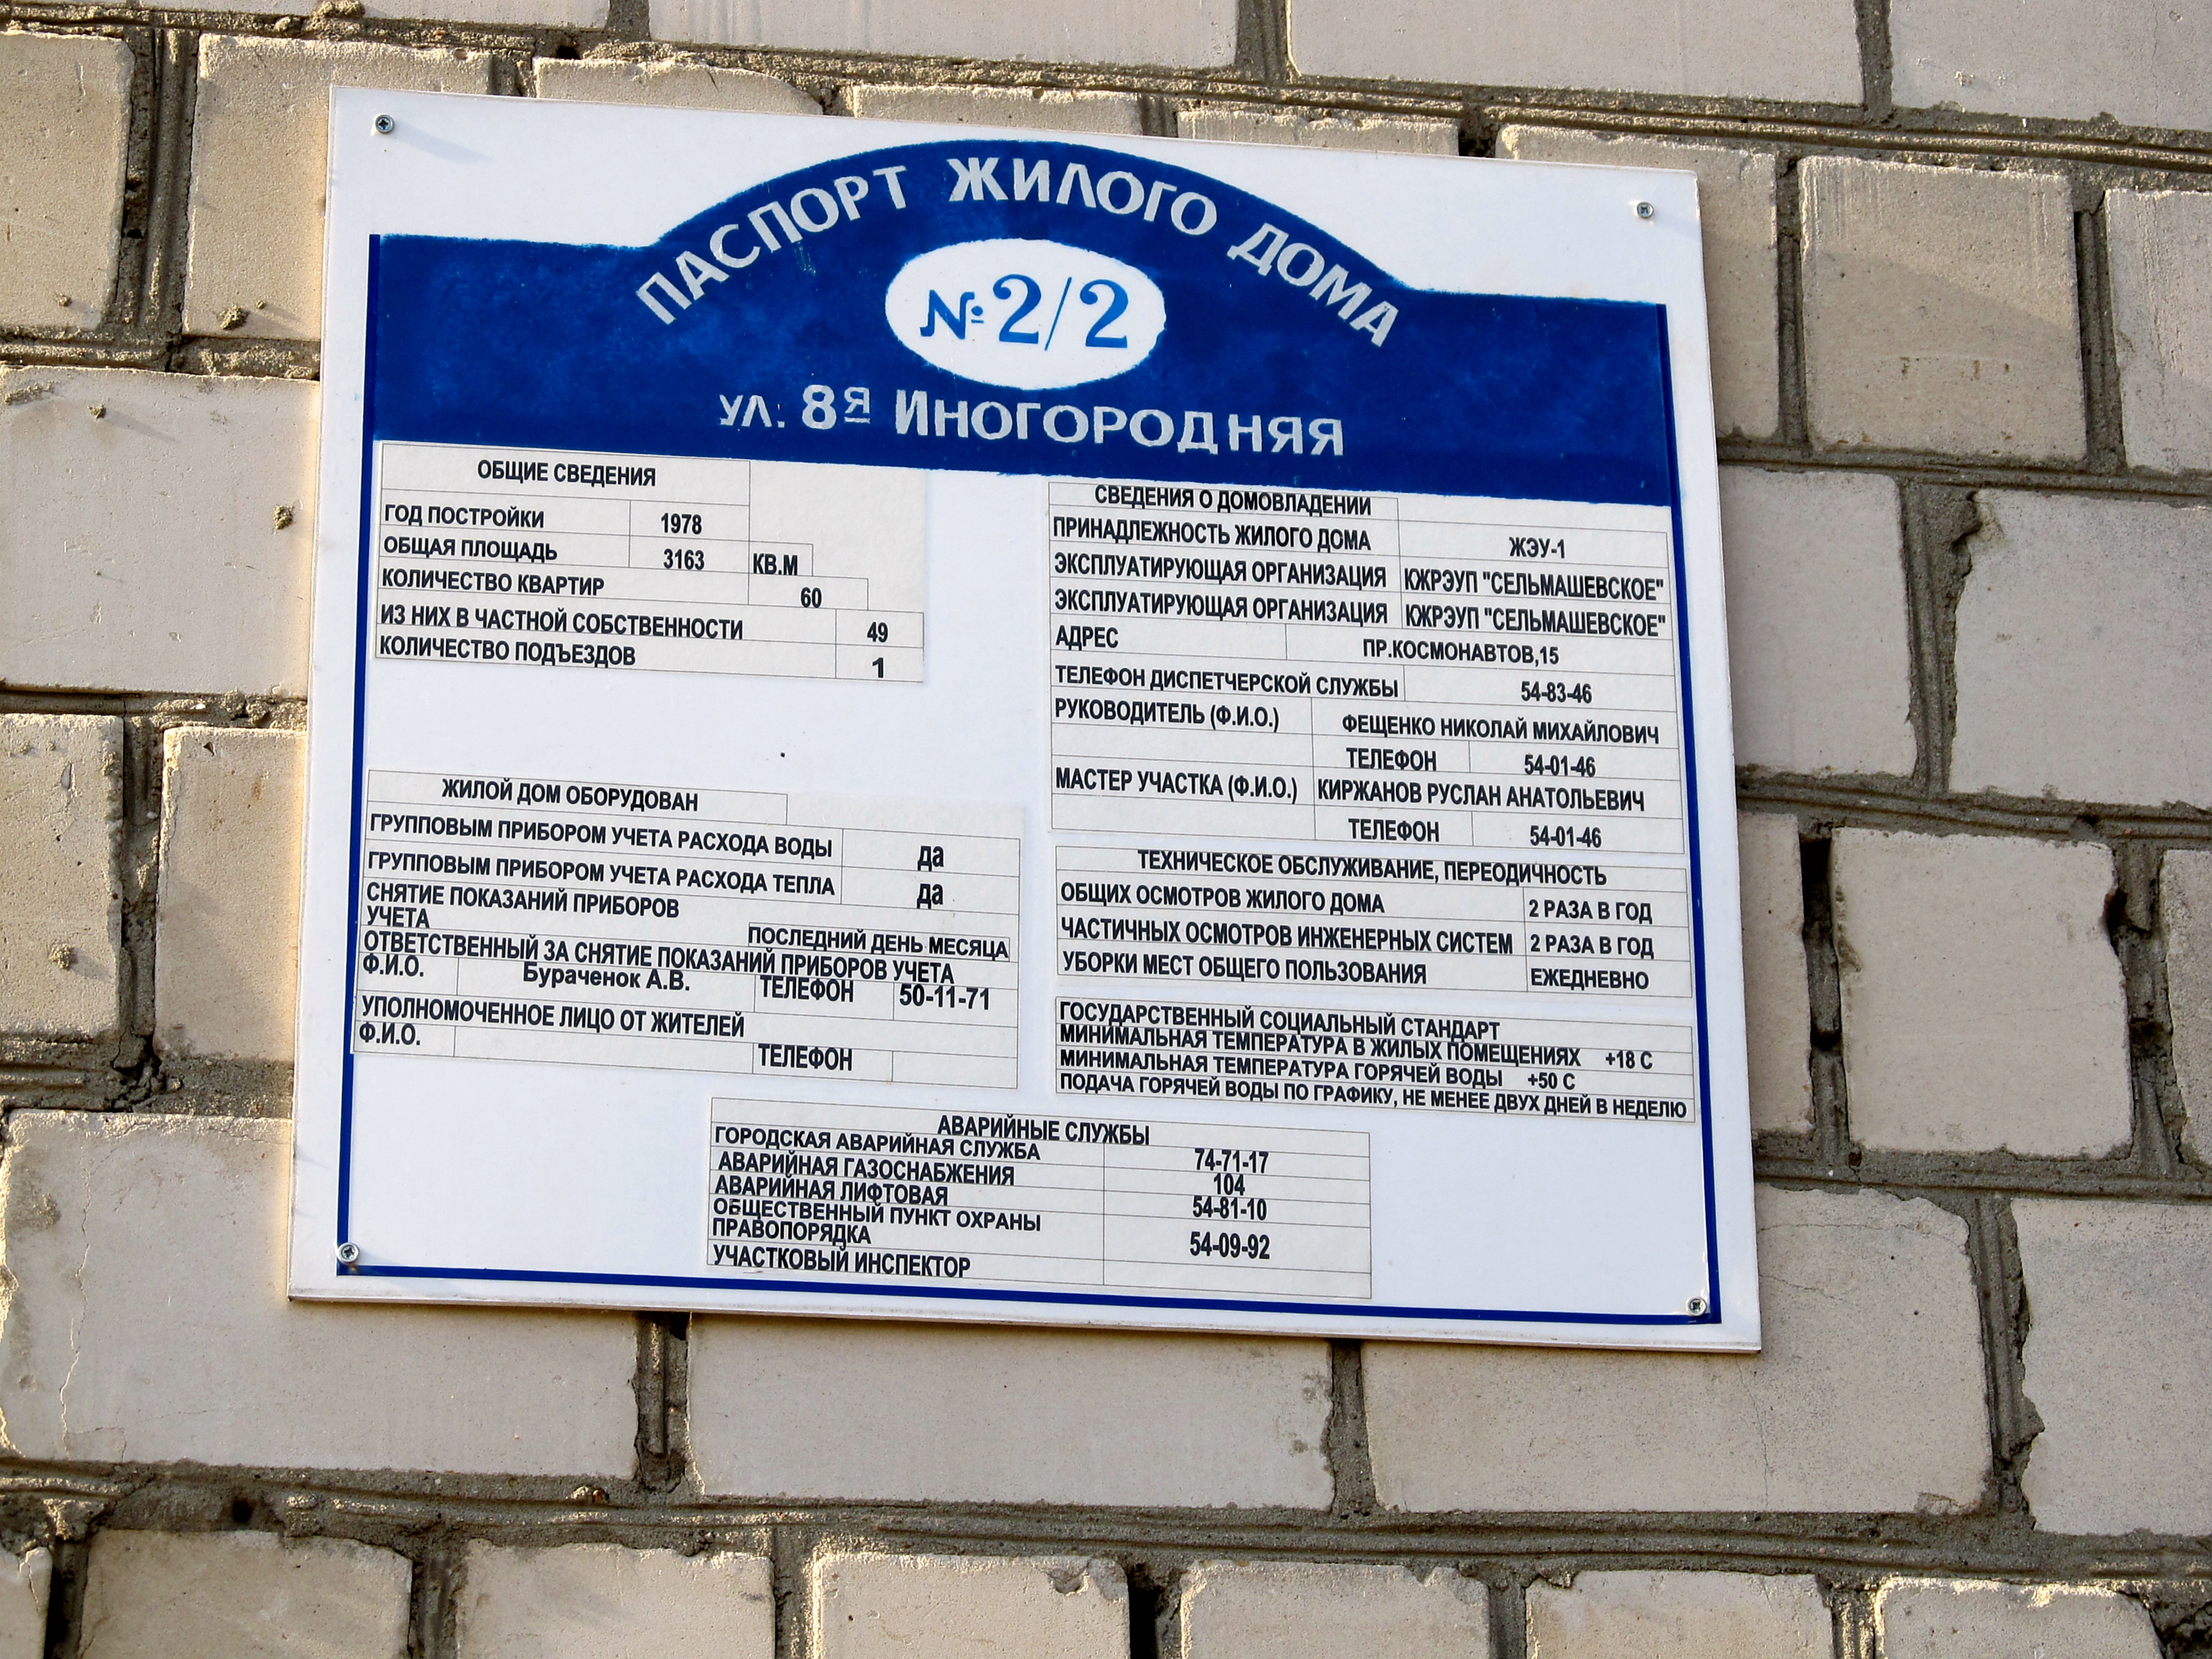 ПАСПОРТ ЖИЛОГО ДОМА
№ 2/2
УЛ. 8Я ИНОГОРОДНЯЯ
ОБЩИЕ СВЕДЕНИЯ
ГОД ПОСТРОЙКИ 1978
ОБЩАЯ ПЛОЩАДЬ 3163 КВ.М
КОЛИЧЕСТВО КВАРТИР 60
ИЗ НИХ В ЧАСТНОЙ СОБСТВЕННОСТИ 49
КОЛИЧЕСТВО ПОДЪЕЗДОВ 1
ЖИЛОЙ ДОМ ОБОРУДОВАН
ГРУППОВЫМ ПРИБОРОМ УЧЕТА РАСХОДА ВОДЫ да
ГРУППОВЫМ ПРИБОРОМ УЧЕТА РАСХОДА ТЕПЛА да
СНЯТИЕ ПОКАЗАНИЙ ПРИБОРОВ
УЧЕТА ПОСЛЕДНИЙ ДЕНЬ МЕСЯЦА
ОТВЕТСТВЕННЫЙ ЗА СНЯТИЕ ПОКАЗАНИЙ ПРИБОРОВ УЧЕТА
Ф.И.О. Бураченок А.В. ТЕЛЕФОН 50-11-71
УПОЛНОМОЧЕННОЕ ЛИЦО ОТ ЖИТЕЛЕЙ
Ф.И.О. ТЕЛЕФОН
СВЕДЕНИЯ О ДОМОВЛАДЕНИИ
ПРИНАДЛЕЖНОСТЬ ЖИЛОГО ДОМА ЖЭУ-1
ЭКСПЛУАТИРУЮЩАЯ ОРГАНИЗАЦИЯ КЖРЭУП "СЕЛЬМАШЕВСКОЕ"
ЭКСПЛУАТИРУЮЩАЯ ОРГАНИЗАЦИЯ КЖРЭУП "СЕЛЬМАШЕВСКОЕ"
АДРЕС ПР.КОСМОНАВТОВ,15
ТЕЛЕФОН ДИСПЕТЧЕРСКОЙ СЛУЖБЫ 54-83-46
РУКОВОДИТЕЛЬ (Ф.И.О.) ФЕЩЕНКО НИКОЛАЙ МИХАЙЛОВИЧ
ТЕЛЕФОН 54-01-46
МАСТЕР УЧАСТКА (Ф.И.О.) КИРЖАНОВ РУСЛАН АНАТОЛЬЕВИЧ
ТЕЛЕФОН 54-01-46
ТЕХНИЧЕСКОЕ ОБСЛУЖИВАНИЕ, ПЕРЕОДИЧНОСТЬ
ОБЩИХ ОСМОТРОВ ЖИЛОГО ДОМА 2 РАЗА В ГОД
ЧАСТИЧНЫХ ОСМОТРОВ ИНЖЕНЕРНЫХ СИСТЕМ 2 РАЗА В ГОД
УБОРКИ МЕСТ ОБЩЕГО ПОЛЬЗОВАНИЯ ЕЖЕДНЕВНО
ГОСУДАРСТВЕННЫЙ СОЦИАЛЬНЫЙ СТАНДАРТ
МИНИМАЛЬНАЯ ТЕМПЕРАТУРА В ЖИЛЫХ ПОМЕЩЕНИЯХ +18 С
МИНИМАЛЬНАЯ ТЕМПЕРАТУРА ГОРЯЧЕЙ ВОДЫ +50 С
ПОДАЧА ГОРЯЧЕЙ ВОДЫ ПО ГРАФИКУ, НЕ МЕНЕЕ ДВУХ ДНЕЙ В НЕДЕЛЮ
АВАРИЙНЫЕ СЛУЖБЫ
ГОРОДСКАЯ АВАРИЙНАЯ СЛУЖБА 74-71-17
АВАРИЙНАЯ ГАЗОСНАБЖЕНИЯ 104
АВАРИЙНАЯ ЛИФТОВАЯ 54-81-10
ОБЩЕСТВЕННЫЙ ПУНКТ ОХРАНЫ
ПРАВОПОРЯДКА 54-09-92
УЧАСТКОВЫЙ ИНСПЕКТОР